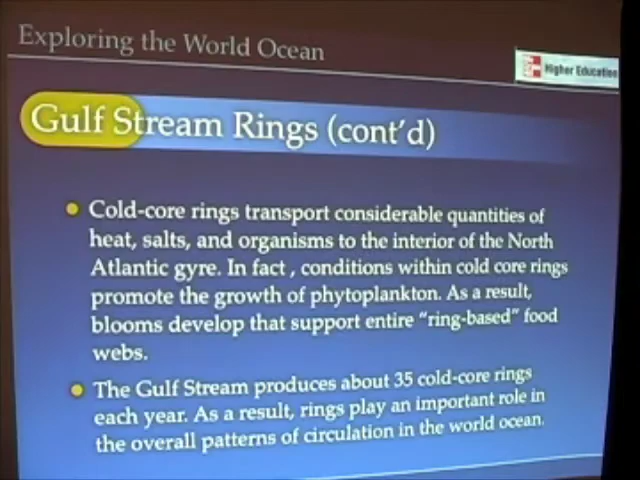 Exploring the World Ocean
Higher Education
Gulf Stream Rings (cont'd)
Cold-core rings transport considerable quantities of
heat, salts, and organisms to the interior of the North
Atlantic gyre. In fact , conditions within cold core rings
promote the growth of phytoplankton. As a result,
blooms develop that support entire “ring-based” food
webs.
The Gulf Stream produces about 35 cold-core rings
each year. As a result, rings play an important role in
the overall patterns of circulation in the world ocean.